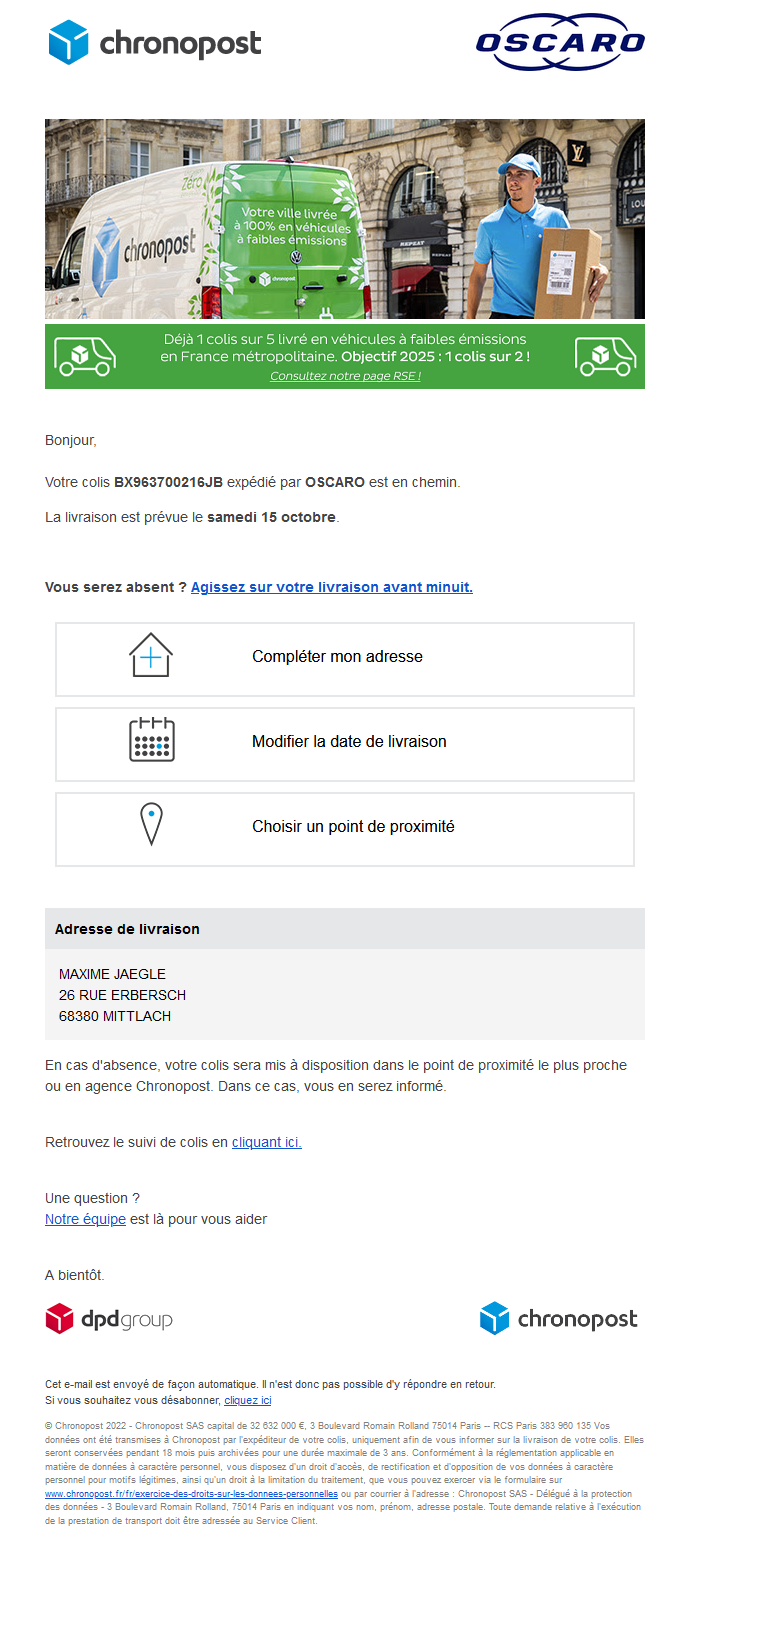 chronopost
OSCARO
Zéro
chronopost
Votre ville livrée
à 100% en véhicules
à faibles émissions
chronopost
REPEAT
REPEAT
LV
LOU
Déjà 1 colis sur 5 livré en véhicules à faibles émissions
en France métropolitaine. Objectif 2025 : 1 colis sur 2 !
Consultez notre page RSE !
Bonjour,
Votre colis BX963700216JB expédié par OSCARO est en chemin.
La livraison est prévue le samedi 15 octobre.
Vous serez absent ? Agissez sur votre livraison avant minuit.
Compléter mon adresse
Modifier la date de livraison
Choisir un point de proximité
Adresse de livraison
MAXIME JAEGLE
26 RUE ERBERSCH
68380 MITTLACH
En cas d'absence, votre colis sera mis à disposition dans le point de proximité le plus proche
ou en agence Chronopost. Dans ce cas, vous en serez informé.
Retrouvez le suivi de colis en cliquant ici.
Une question ?
Notre équipe est là pour vous aider
A bientôt.
dpdgroup
chronopost
Cet e-mail est envoyé de façon automatique. Il n'est donc pas possible d'y répondre en retour.
Si vous souhaitez vous désabonner, cliquez ici
© Chronopost 2022 - Chronopost SAS capital de 32 632 000 €, 3 Boulevard Romain Rolland 75014 Paris -- RCS Paris 383 960 135 Vos
données ont été transmises á Chronopost par l'expéditeur de votre colis, uniquement afin de vous informer sur la livraison de votre colis. Elles
seront conservées pendant 18 mois puis archivées pour une durée maximale de 3 ans. Conformément á la réglementation applicable en
matiére de données á caractére personnel, vous disposez d'un droit d'accés, de rectification et d'opposition de vos données á caractére
personnel pour motifs légitimes, ainsi qu'un droit á la limitation du traitement, que vous pouvez exercer via le formulaire sur
www.chronopost.fr/fr/exercice-des-droits-sur-les-donnees-personnelles ou par courrier á l'adresse : Chronopost SAS - Délégué á la protection
des données - 3 Boulevard Romain Rolland, 75014 Paris en indiquant vos nom, prénom, adresse postale. Toute demande relative á l'exécution
de la prestation de transport doit être adressée au Service Client.